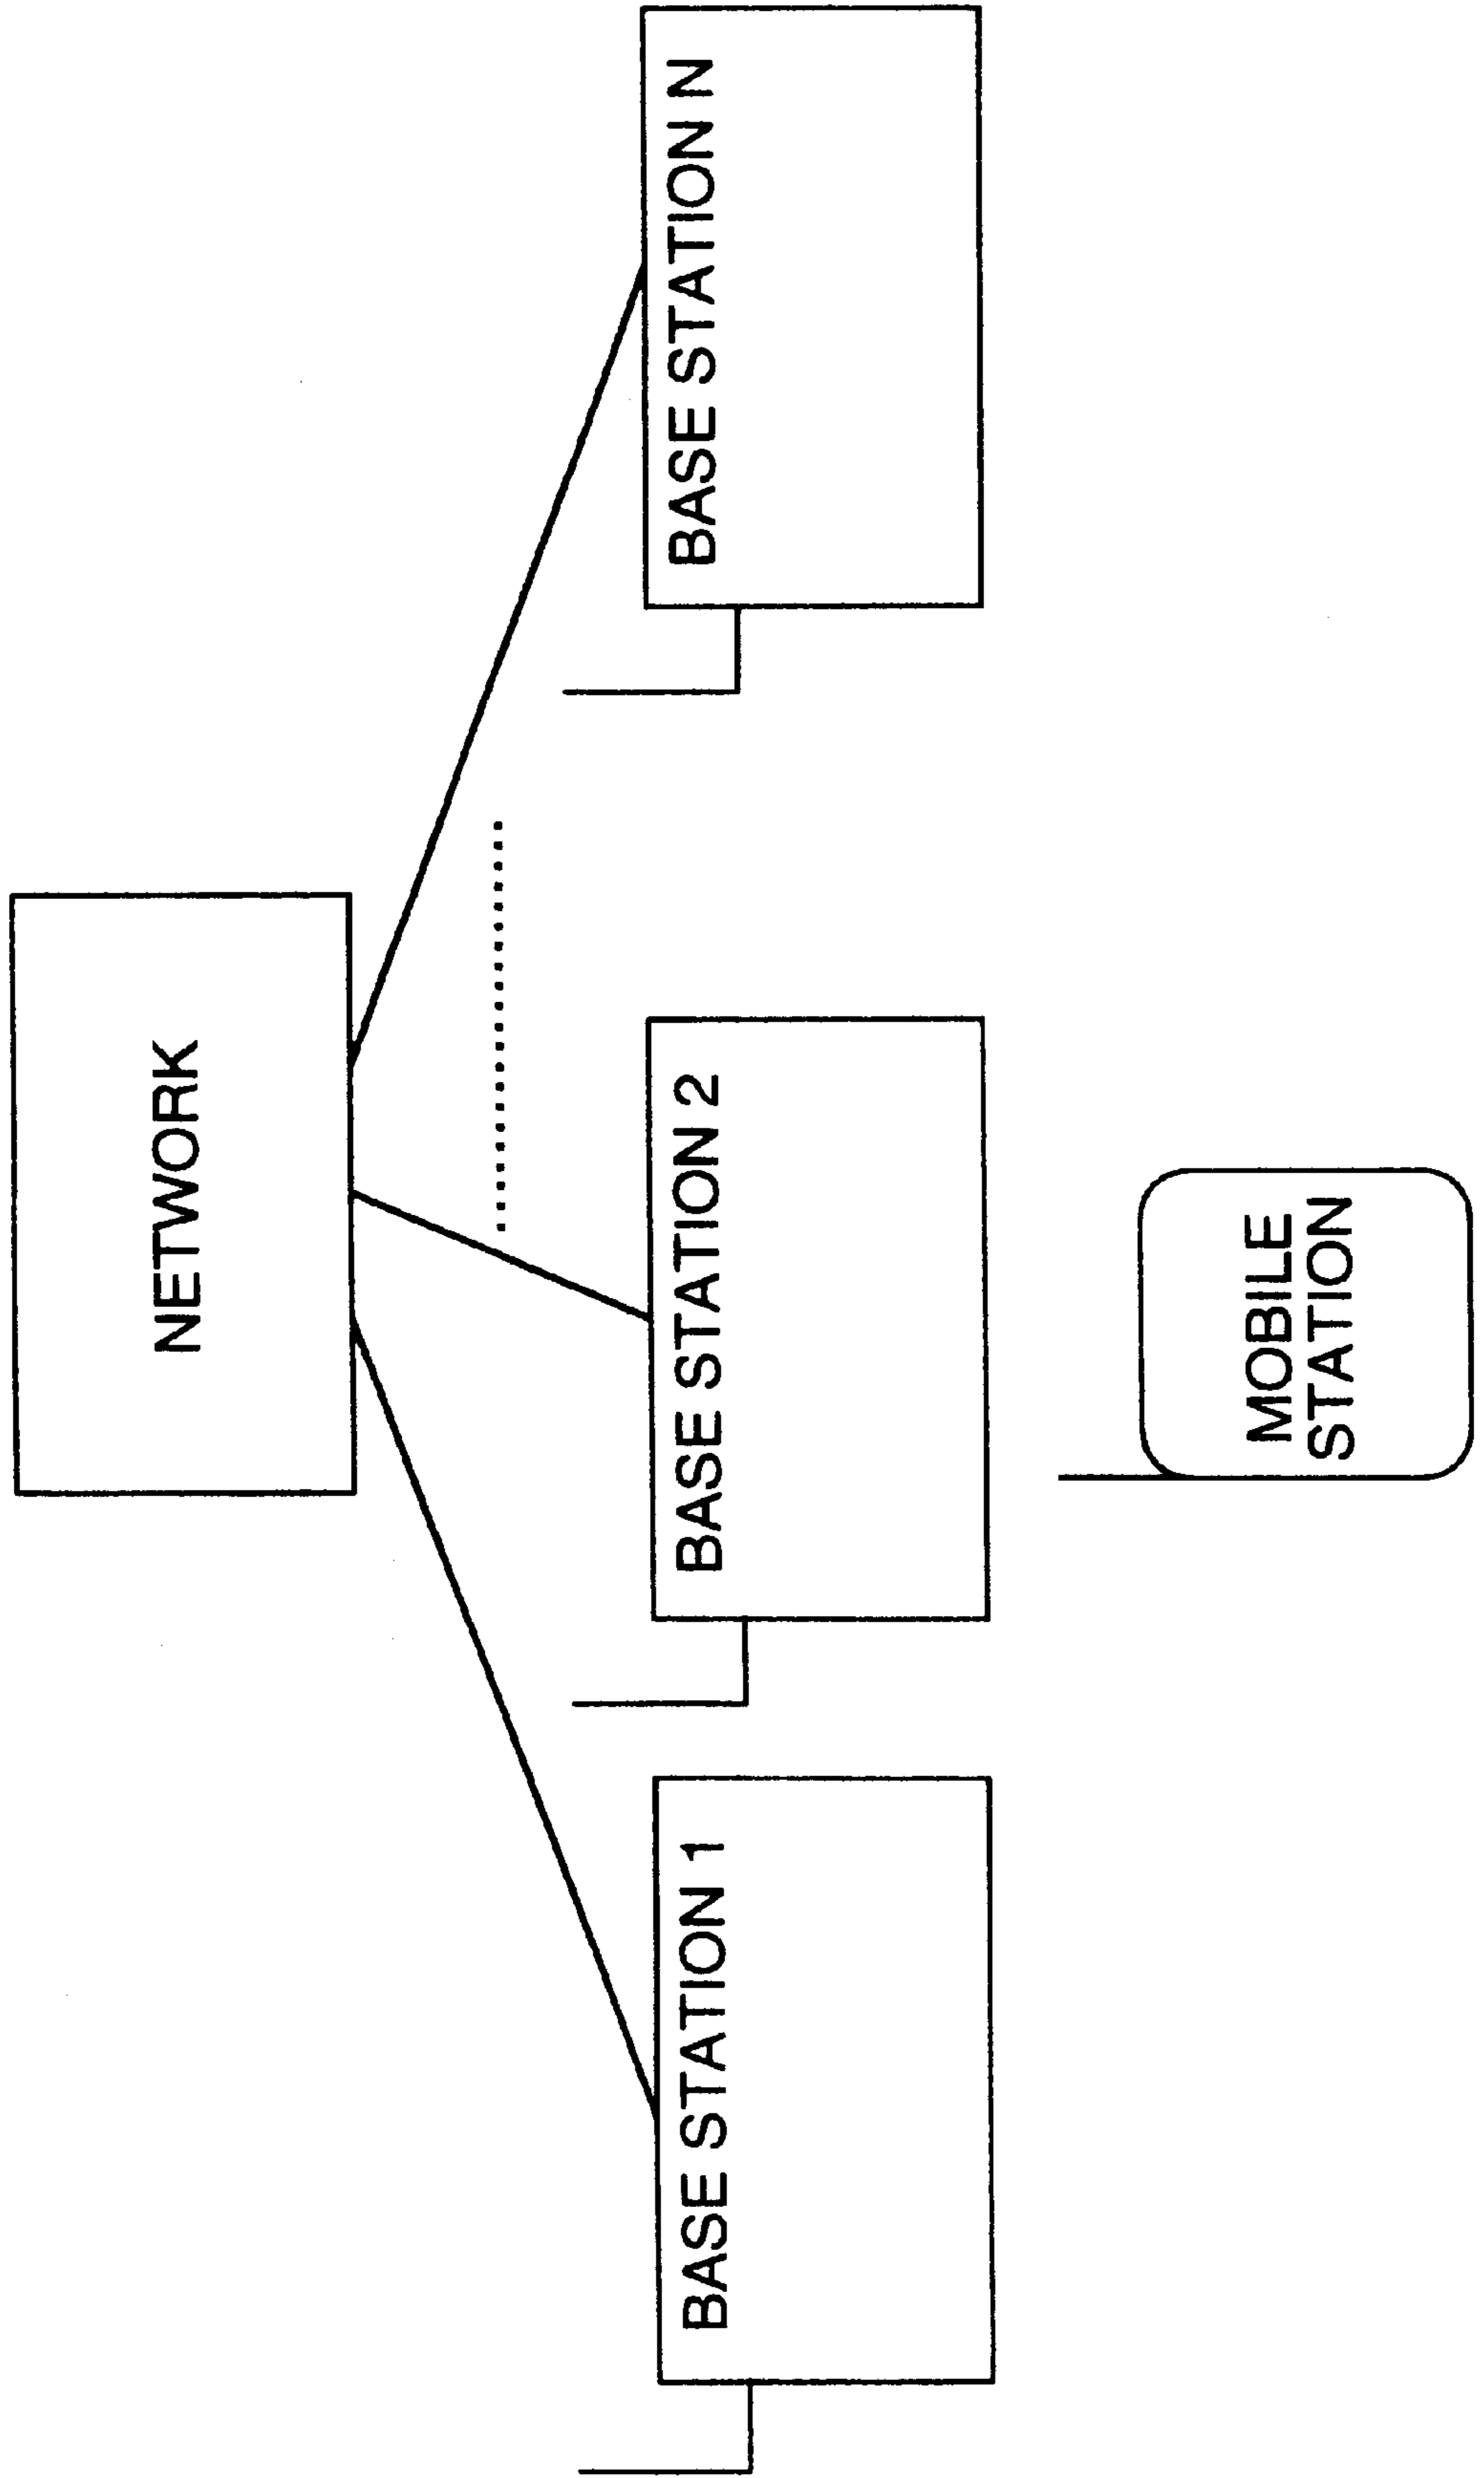 NETWORK
BASE STATION 1
BASE STATION 2
BASE STATION N
MOBILE
STATION